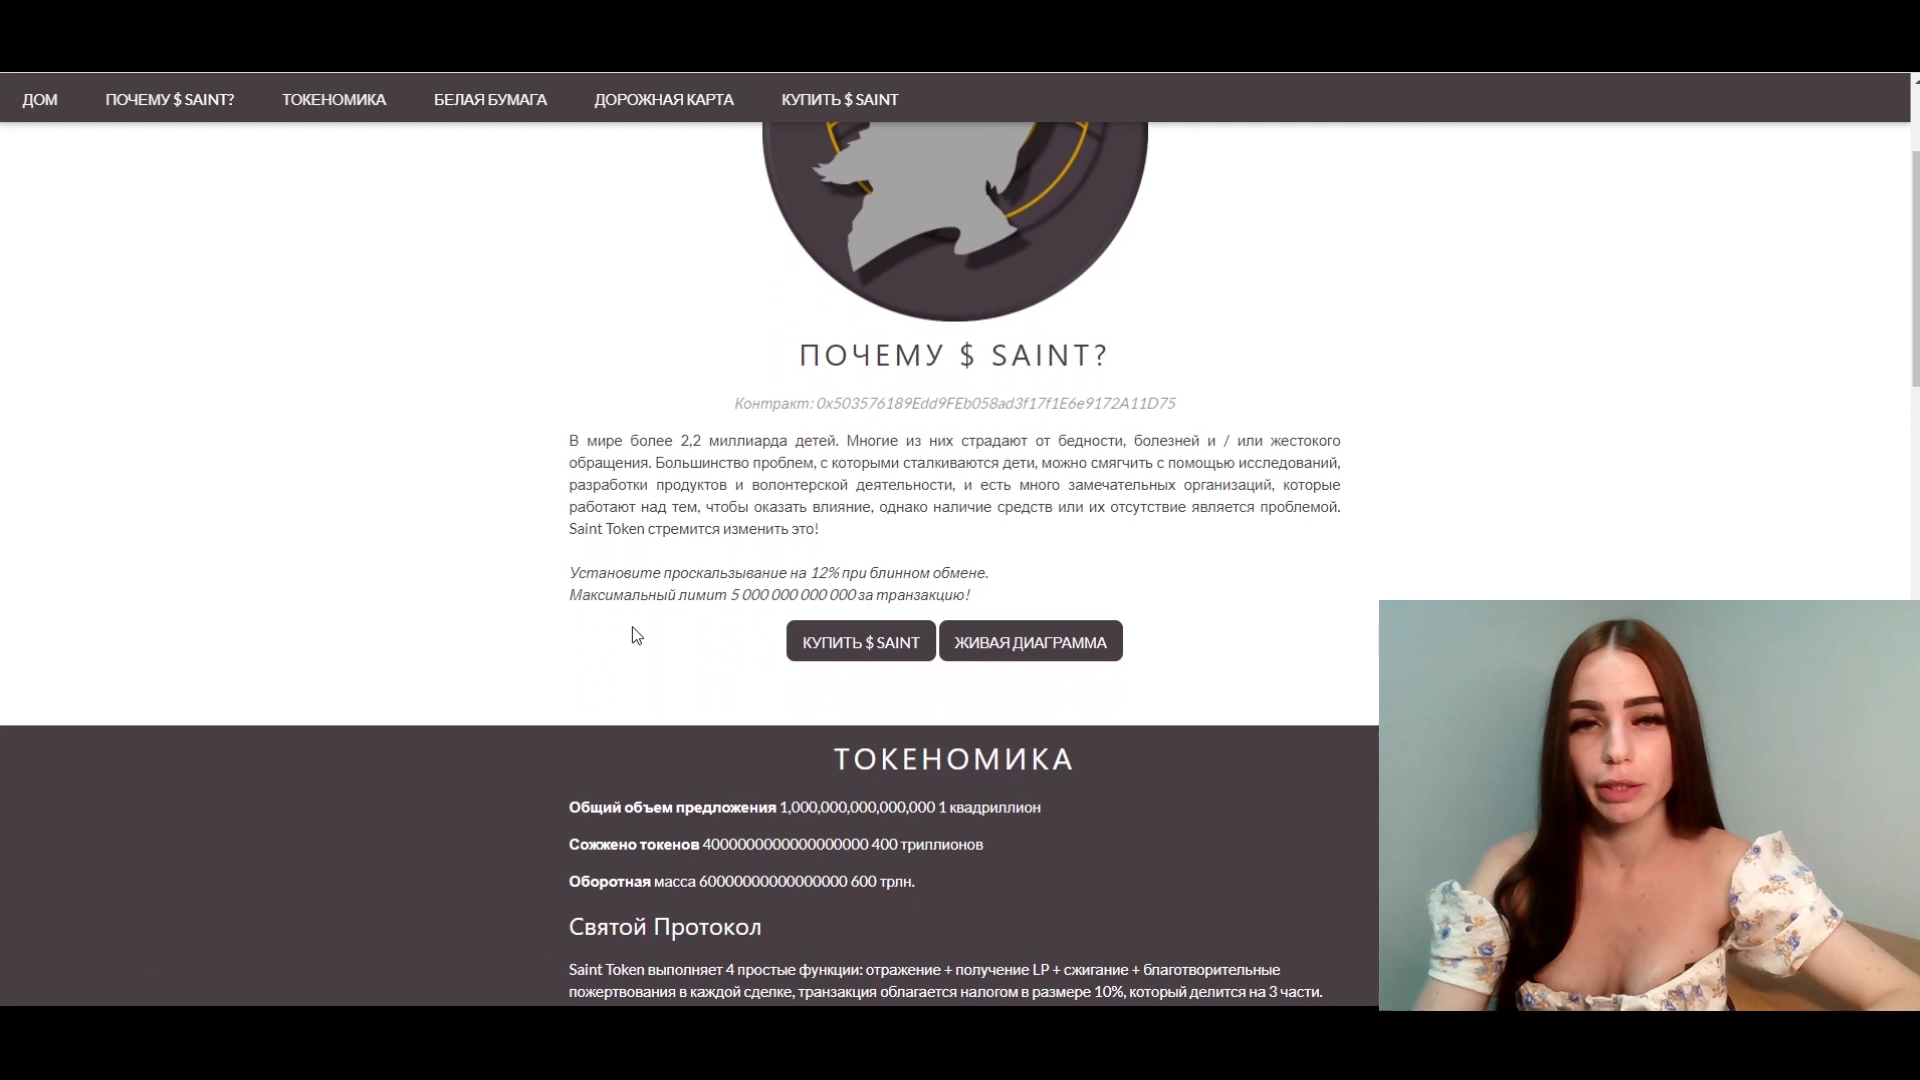 ДОМ ПОЧЕМУ $ SAINT? ТОКЕНОМИКА БЕЛАЯ БУМАГА ДОРОЖНАЯ КАРТА КУПИТЬ $ SAINT
ПОЧЕМУ $ SAINT?
Контракт: 0x503576189Edd9FEb058ad3f17f1E6e9172A11D75
В мире более 2,2 миллиарда детей. Многие из них страдают от бедности, болезней и / или жестокого
обращения. Большинство проблем, с которыми сталкиваются дети, можно смягчить с помощью исследований,
разработки продуктов и волонтерской деятельности, и есть много замечательных организаций, которые
работают над тем, чтобы оказать влияние, однако наличие средств или их отсутствие является проблемой.
Saint Token стремится изменить это!
Установите проскальзывание на 12% при блинном обмене.
Максимальный лимит 5 000 000 000 000 за транзакцию!
КУПИТЬ $ SAINT ЖИВАЯ ДИАГРАММА
ТОКЕНОМИКА
Общий объем предложения 1,000,000,000,000,000 1 квадриллион
Сожжено токенов 4000000000000000000 400 триллионов
Оборотная масса 60000000000000000 600 трлн.
Святой Протокол
Saint Token выполняет 4 простые функции: отражение + получение LP + сжигание + благотворительные
пожертвования в каждой сделке, транзакция облагается налогом в размере 10%, который делится на 3 части.